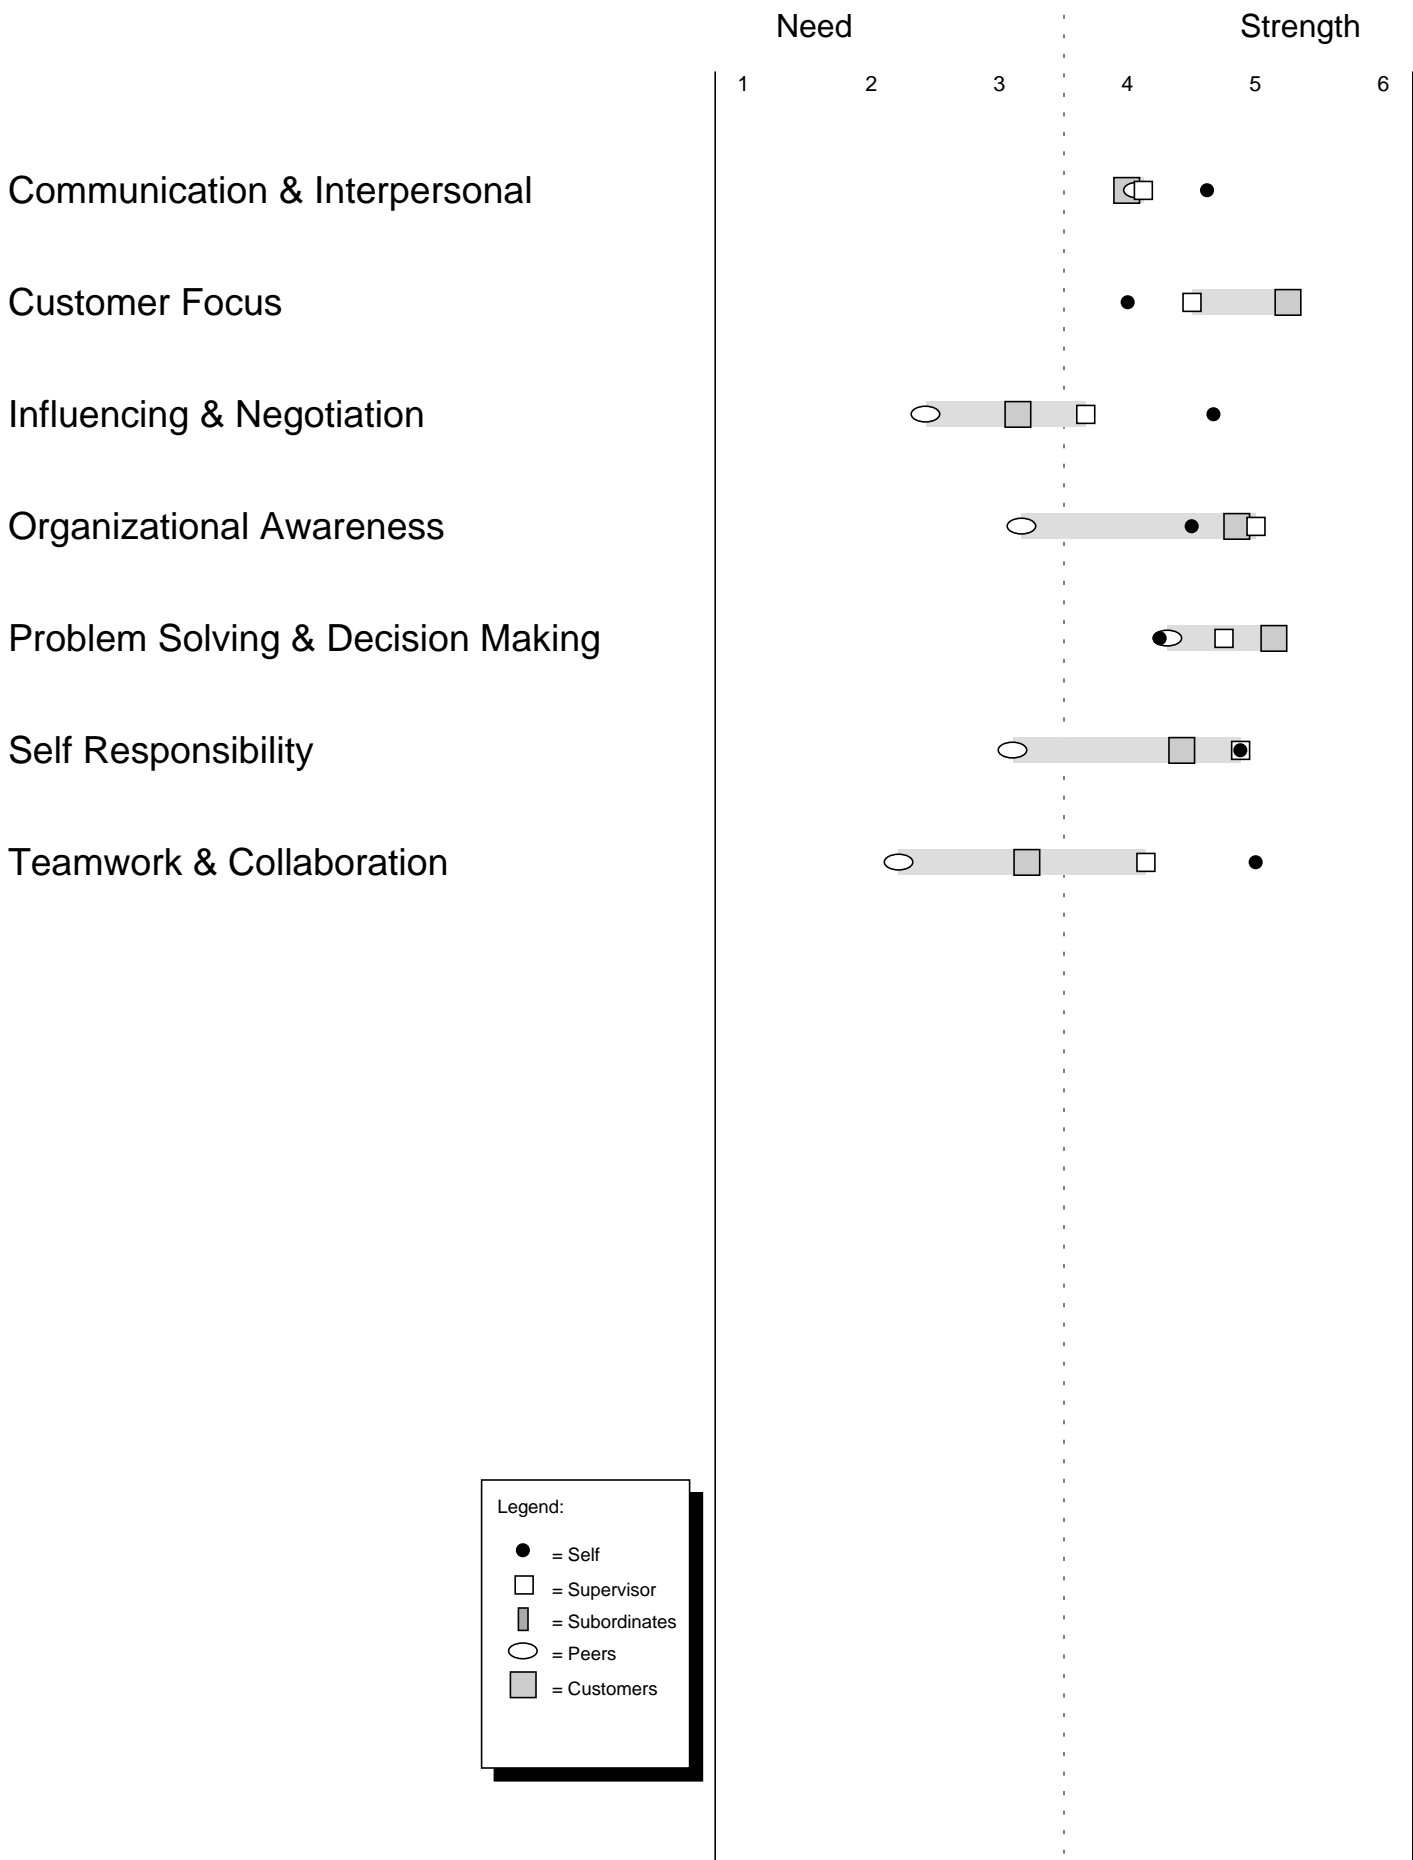 Need Strength
1 2 3 4 5 6
Communication & Interpersonal
Customer Focus
Influencing & Negotiation
Organizational Awareness
Problem Solving & Decision Making
Self Responsibility
Teamwork & Collaboration
Legend:
= Self
= Supervisor
= Subordinates
= Peers
= Customers